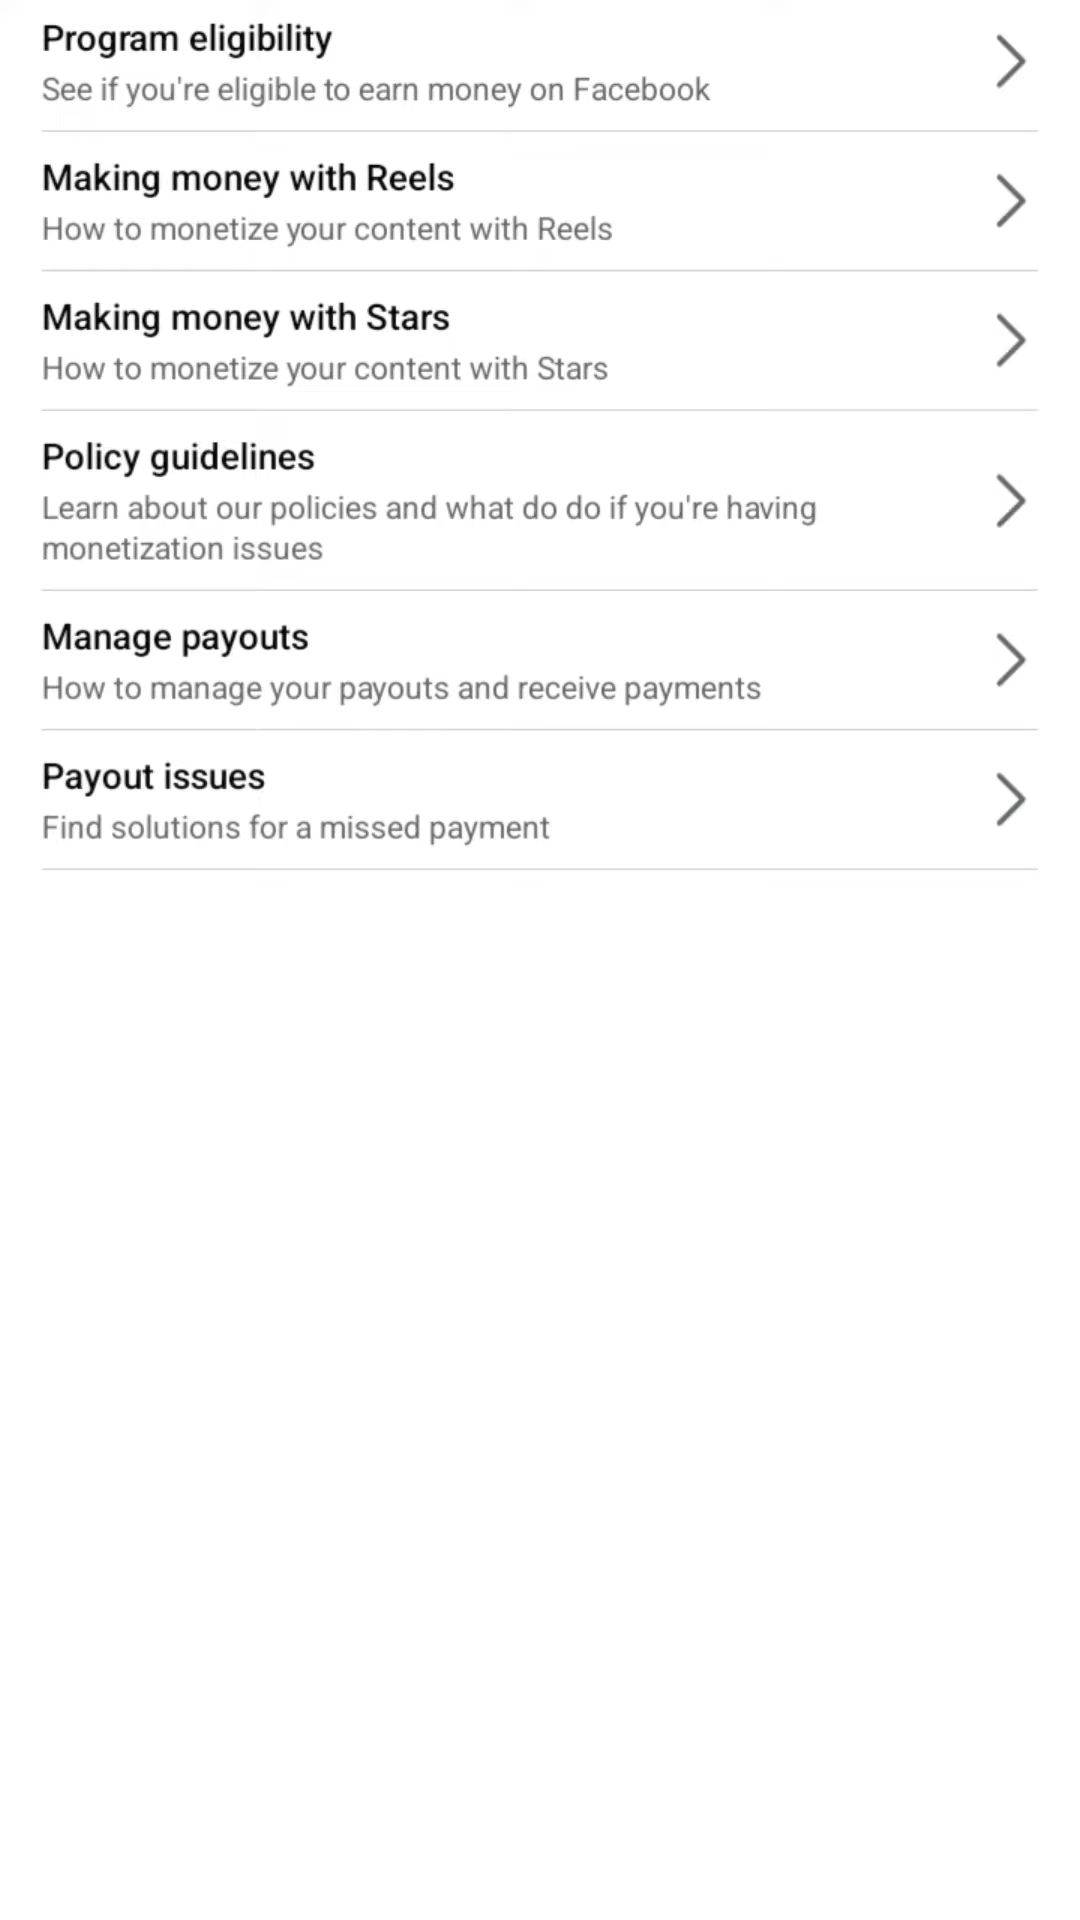 Program eligibility
See if you're eligible to earn money on Facebook
Making money with Reels
How to monetize your content with Reels
Making money with Stars
How to monetize your content with Stars
Policy guidelines
Learn about our policies and what do do if you're having
monetization issues
Manage payouts
How to manage your payouts and receive payments
Payout issues
Find solutions for a missed payment